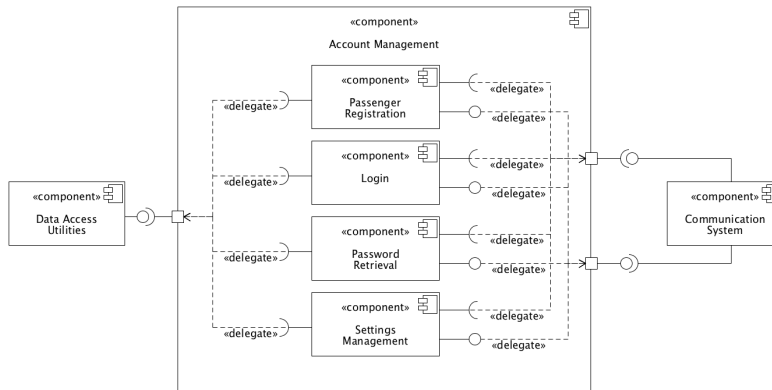 «component»
Account Management
«component»
Passenger
Registration
«delegate»
«delegate»
«delegate»
«component»
Login
«delegate»
«delegate»
«delegate»
«component»
Data Access
Utilities
«component»
Communication
System
«component»
Password
Retrieval
«delegate»
«delegate»
«delegate»
«component»
Settings
Management
«delegate»
«delegate»
«delegate»